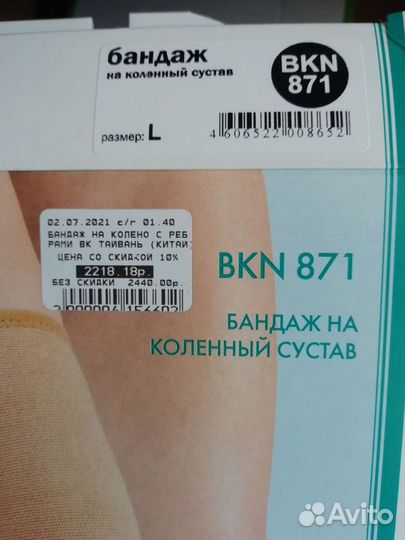 бандаж
на коленный сустав
BKN
871
размер: L
4 606522 008652
02.07.2021 с/г 01.40
БАНДАЖ НА КОЛЕНО С РЕБ
РАМИ ВК ТАЙВАНЬ (КИТАЙ
ЦЕНА СО СКИДКОЙ 10%
2218.18р.
БЕЗ СКИДКИ 2440.00р.
2000004156602
BKN 871
БАНДАЖ НА
КОЛЕННЫЙ СУСТАВ
Avito